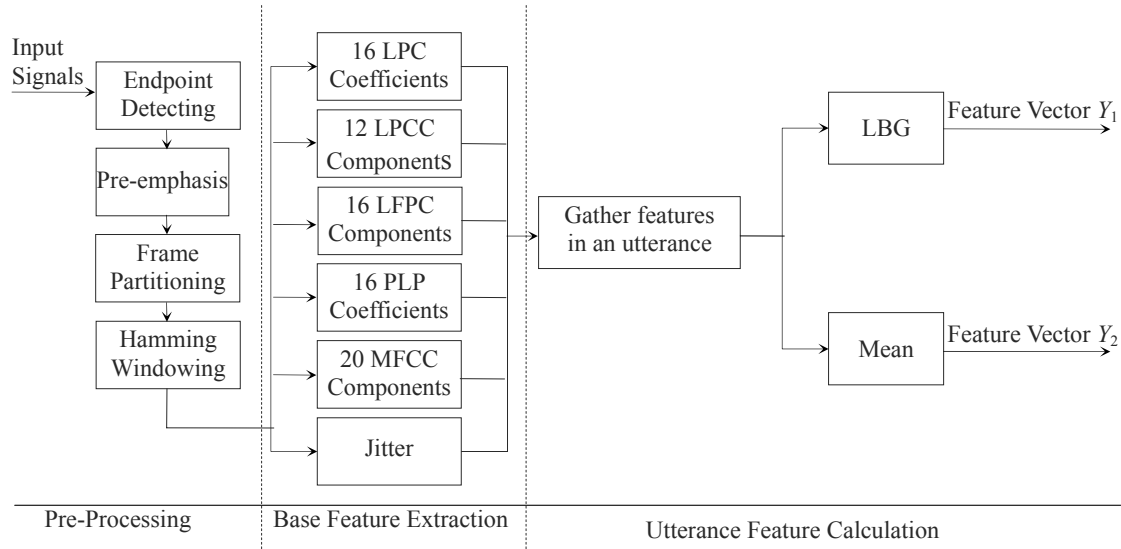 Input
Signals
Endpoint
Detecting
Pre-emphasis
Frame
Partitioning
Hamming
Windowing
16 LPC
Coefficients
12 LPCC
Components
16 LFPC
Components
16 PLP
Coefficients
20 MFCC
Components
Jitter
Gather features
in an utterance
LBG
Feature Vector Y1
Mean
Feature Vector Y2
Pre-Processing
Base Feature Extraction
Utterance Feature Calculation